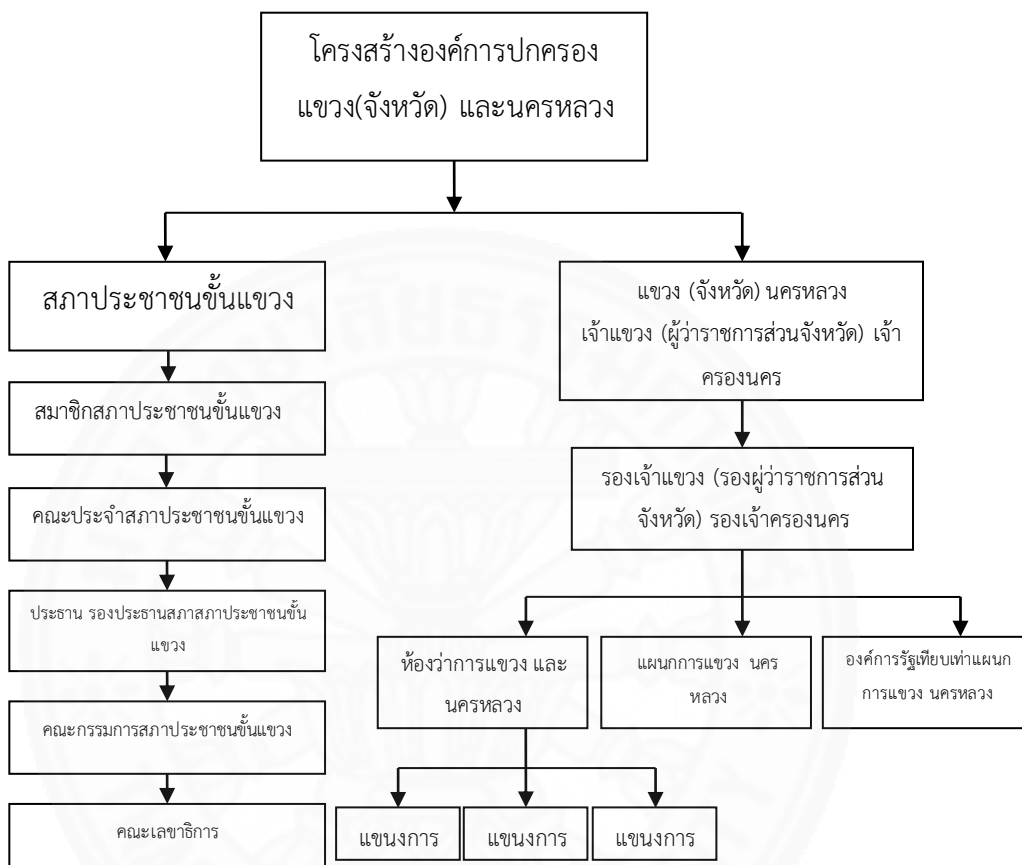 โครงสร้างองค์การปกครอง
แขวง(จังหวัด) และนครหลวง
สภาประชาชนขั้นแขวง
สมาชิกสภาประชาชนขั้นแขวง
คณะประจำสภาประชาชนขั้นแขวง
ประธาน รองประธานสภาสภาประชาชนขั้น
แขวง
คณะกรรมการสภาประชาชนขั้นแขวง
คณะเลขาธิการ
แขวง (จังหวัด) นครหลวง
เจ้าแขวง (ผู้ว่าราชการส่วนจังหวัด) เจ้า
ครองนคร
รองเจ้าแขวง (รองผู้ว่าราชการส่วน
จังหวัด) รองเจ้าครองนคร
ห้องว่าการแขวง และ
นครหลวง
แผนกการแขวง นคร
หลวง
องค์การรัฐเทียบเท่าแผนก
การแขวง นครหลวง
แขนงการ
แขนงการ
แขนงการ